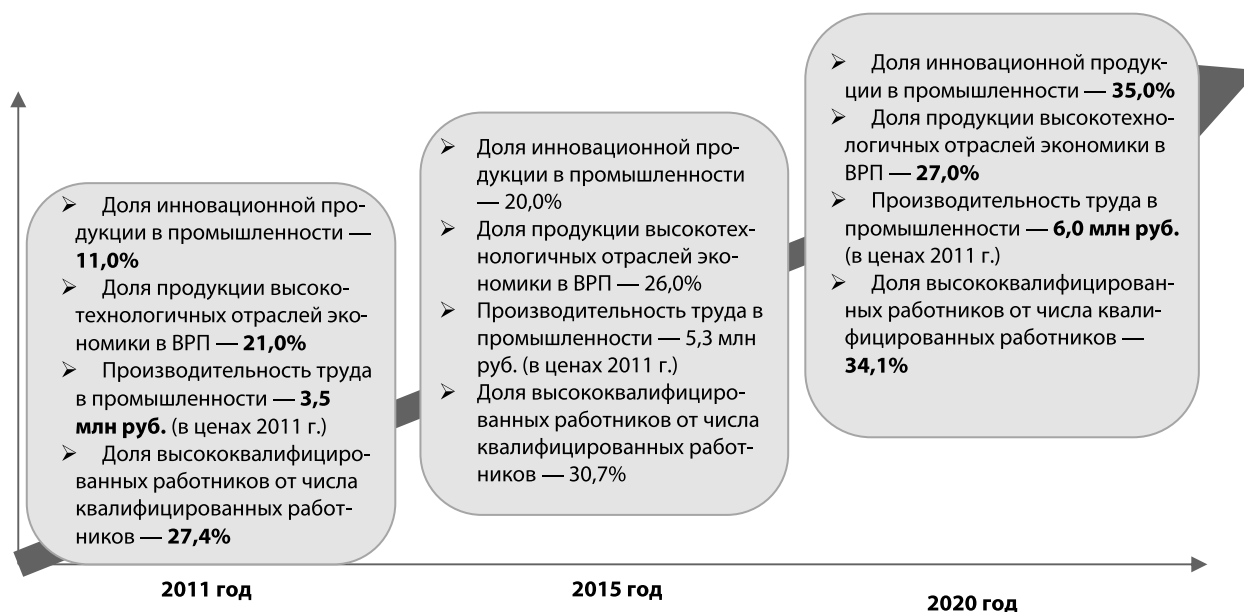 ➢ Доля инновационной про-
дукции в промышленности —
11,0%
➢ Доля продукции высоко-
технологичных отраслей эко-
номики в ВРП — 21,0%
➢ Производительность труда
в промышленности — 3,5
млн руб. (в ценах 2011 г.)
➢ Доля высококвалифициро-
ванных работников от числа
квалифицированных работ-
ников — 27,4%
2011 год
➢ Доля инновационной про-
дукции в промышленности
— 20,0%
➢ Доля продукции высокотех-
нологичных отраслей эко-
номики в ВРП — 26,0%
➢ Производительность труда в
промышленности — 5,3 млн
руб. (в ценах 2011 г.)
➢ Доля высококвалифициро-
ванных работников от числа
квалифицированных работ-
ников — 30,7%
2015 год
➢ Доля инновационной продук-
ции в промышленности — 35,0%
➢ Доля продукции высокотехно-
логичных отраслей экономики в
ВРП — 27,0%
➢ Производительность труда в
промышленности — 6,0 млн руб.
(в ценах 2011 г.)
➢ Доля высококвалифицирован-
ных работников от числа квали-
фицированных работников —
34,1%
2020 год